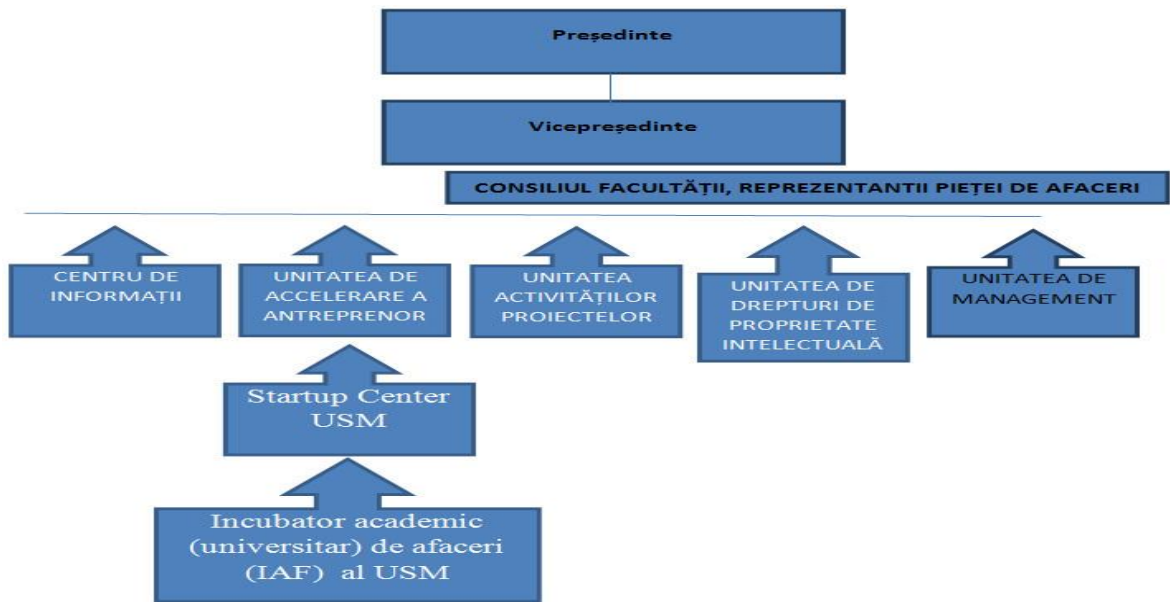 Președinte
Vicepreședinte
CONSILIUL FACULTĂȚII, REPREZENTANTII PIEȚEI DE AFACERI
CENTRU DE
INFORMAȚII
UNITATEA DE
ACCELERARE A
ANTREPRENOR
UNITATEA
ACTIVITĂȚILOR
PROIECTELOR
UNITATEA DE
DREPTURI DE
PROPRIETATE
INTELECTUALĂ
UNITATEA DE
MANAGEMENT
Startup Center
USM
Incubator academic
(universitar) de afaceri
(IAF) al USM